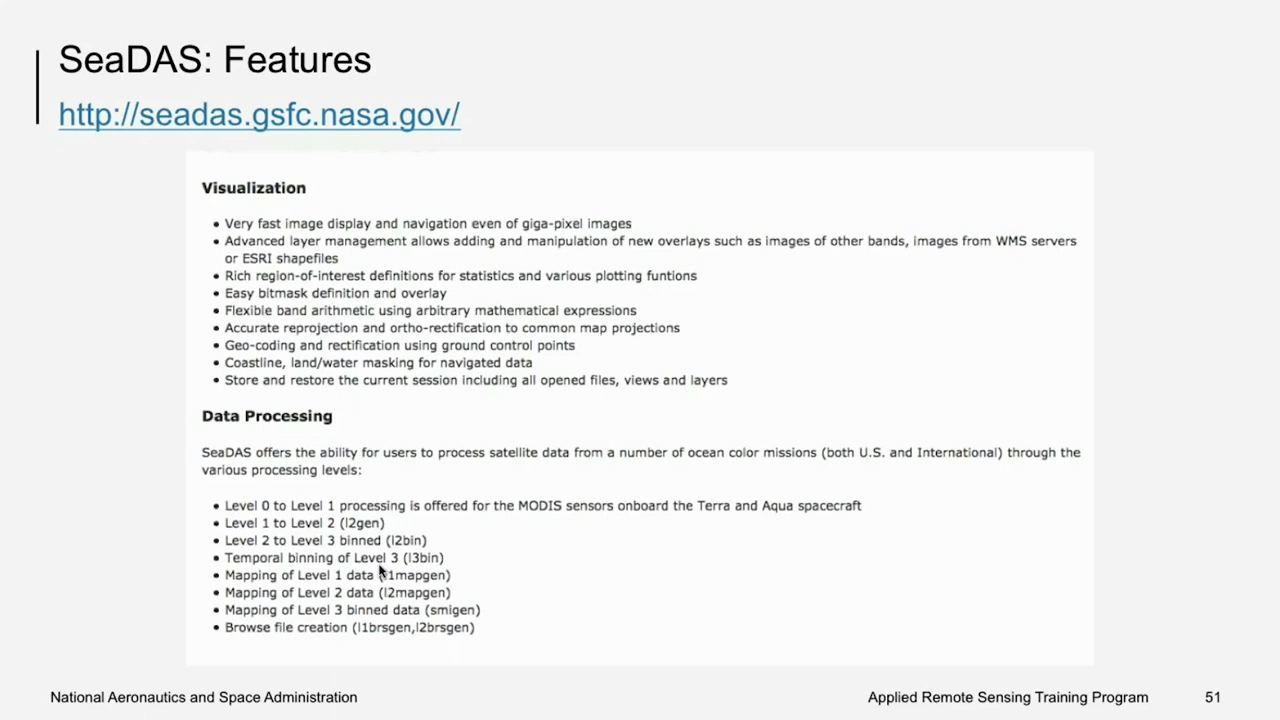 SeaDAS: Features
http://seadas.gsfc.nasa.gov/
Visualization
• Very fast image display and navigation even of giga-pixel images
• Advanced layer management allows adding and manipulation of new overlays such as images of other bands, images from WMS servers
or ESRI shapefiles
• Rich region-of-interest definitions for statistics and various plotting funtions
• Easy bitmask definition and overlay
• Flexible band arithmetic using arbitrary mathematical expressions
• Accurate reprojection and ortho-rectification to common map projections
• Geo-coding and rectification using ground control points
• Coastline, land/water masking for navigated data
• Store and restore the current session including all opened files, views and layers
Data Processing
SeaDAS offers the ability for users to process satellite data from a number of ocean color missions (both U.S. and International) through the
various processing levels:
• Level 0 to Level 1 processing is offered for the MODIS sensors onboard the Terra and Aqua spacecraft
• Level 1 to Level 2 (l2gen)
• Level 2 to Level 3 binned (l2bin)
• Temporal binning of Level 3 (l3bin)
• Mapping of Level 1 data (l1mapgen)
• Mapping of Level 2 data (l2mapgen)
• Mapping of Level 3 binned data (smigen)
• Browse file creation (l1brsgen,l2brsgen)
National Aeronautics and Space Administration
Applied Remote Sensing Training Program
51